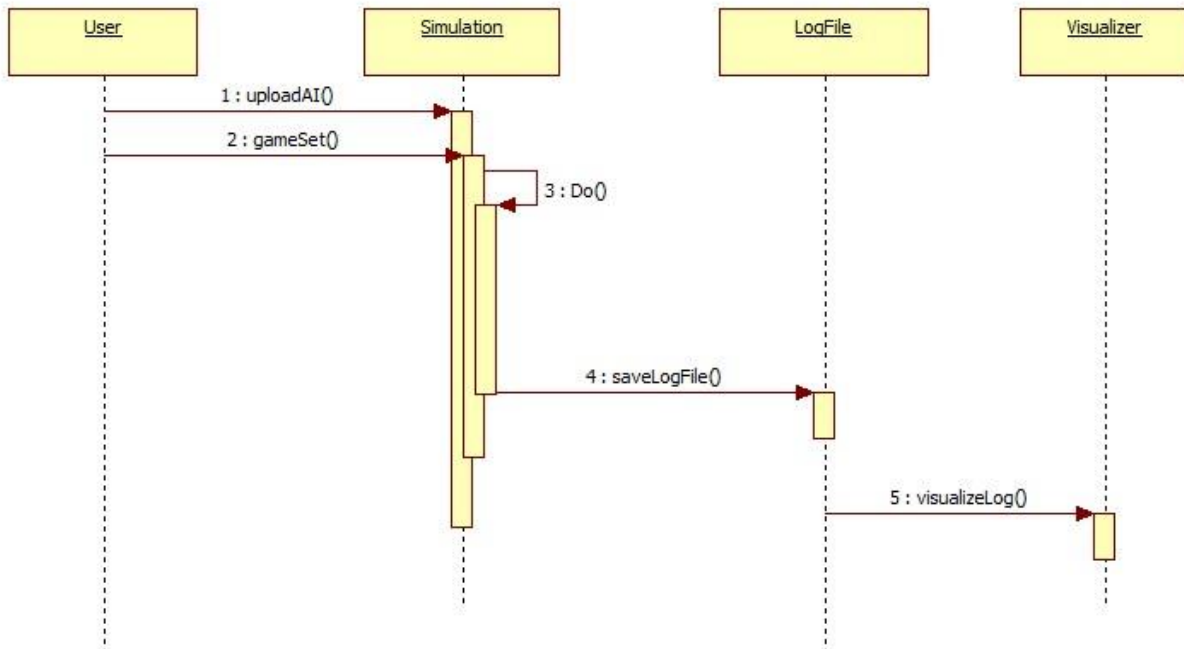 User
Simulation
LogFile
Visualizer
1 : uploadAI()
2 : gameSet()
3 : Do()
4 : saveLogFile()
5 : visualizeLog()